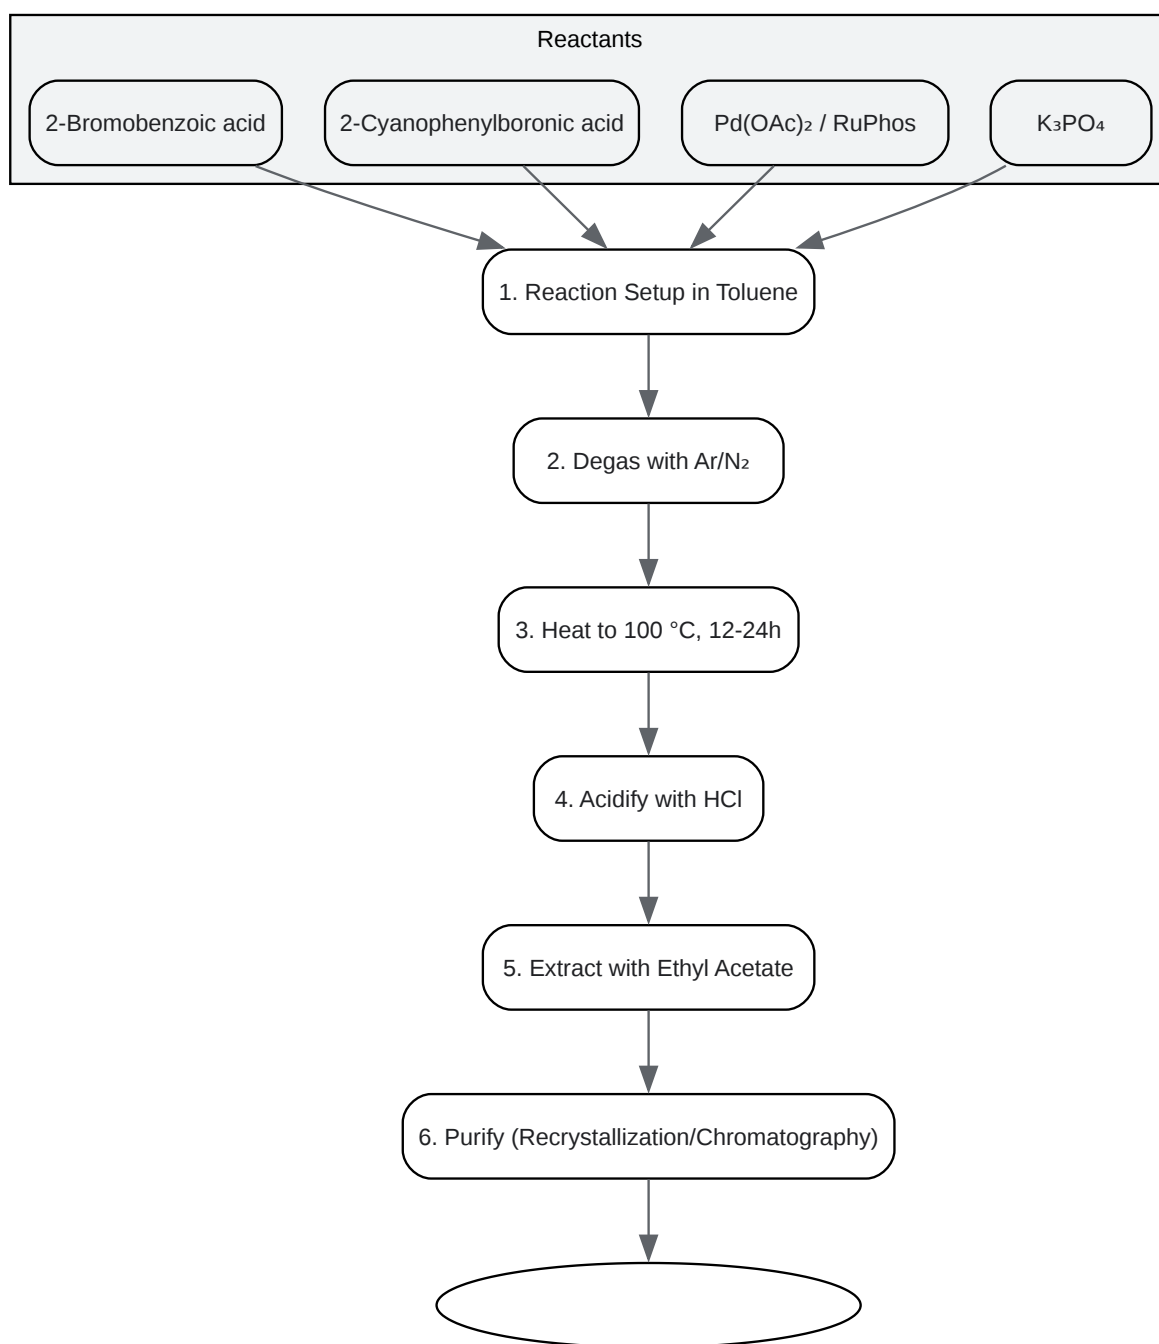 Reactants
2-Bromobenzoic acid
2-Cyanophenylboronic acid
Pd(OAc)₂ / RuPhos
K₃PO₄
1. Reaction Setup in Toluene
2. Degas with Ar/N₂
3. Heat to 100 °C, 12-24h
4. Acidify with HCl
5. Extract with Ethyl Acetate
6. Purify (Recrystallization/Chromatography)